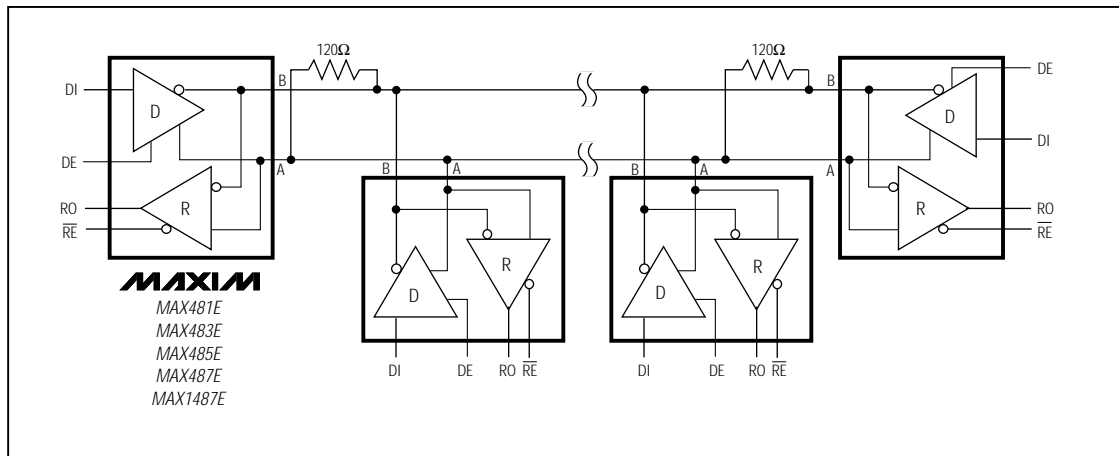 120Ω 120Ω
B B
DI D DE
D DI
DE A B A B A A
RO R R RO
RE RE
MAXIM
MAX481E
MAX483E
MAX485E
MAX487E
MAX1487E
D R D R
DI DE RO RE DI DE RO RE